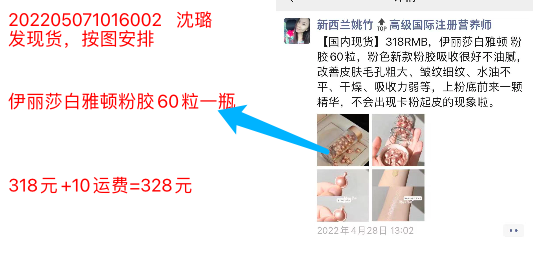 202205071016002 沈璐
发现货，按图安排
伊丽莎白雅顿粉胶60粒一瓶
318元+10运费=328元
新西兰姚竹🔝高级国际注册营养师
【国内现货】318RMB，伊丽莎白雅顿 粉
胶60粒，粉色新款粉胶吸收很好不油腻，
改善皮肤毛孔粗大、皱纹细纹、水油不
平、干燥、吸收力弱等，上粉底前来一颗
精华，不会出现卡粉起皮的现象啦。
2022年4月28日 13:02